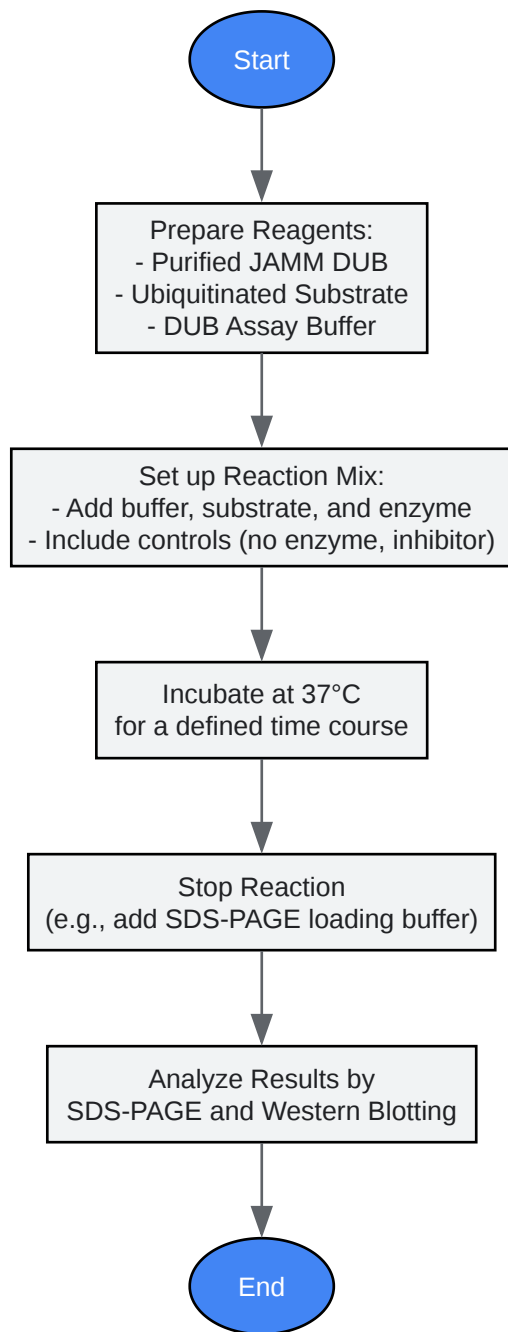 Start
Prepare Reagents:
- Purified JAMM DUB
- Ubiquitinated Substrate
- DUB Assay Buffer
Set up Reaction Mix:
- Add buffer, substrate, and enzyme
- Include controls (no enzyme, inhibitor)
Incubate at 37°C
for a defined time course
Stop Reaction
(e.g., add SDS-PAGE loading buffer)
Analyze Results by
SDS-PAGE and Western Blotting
End